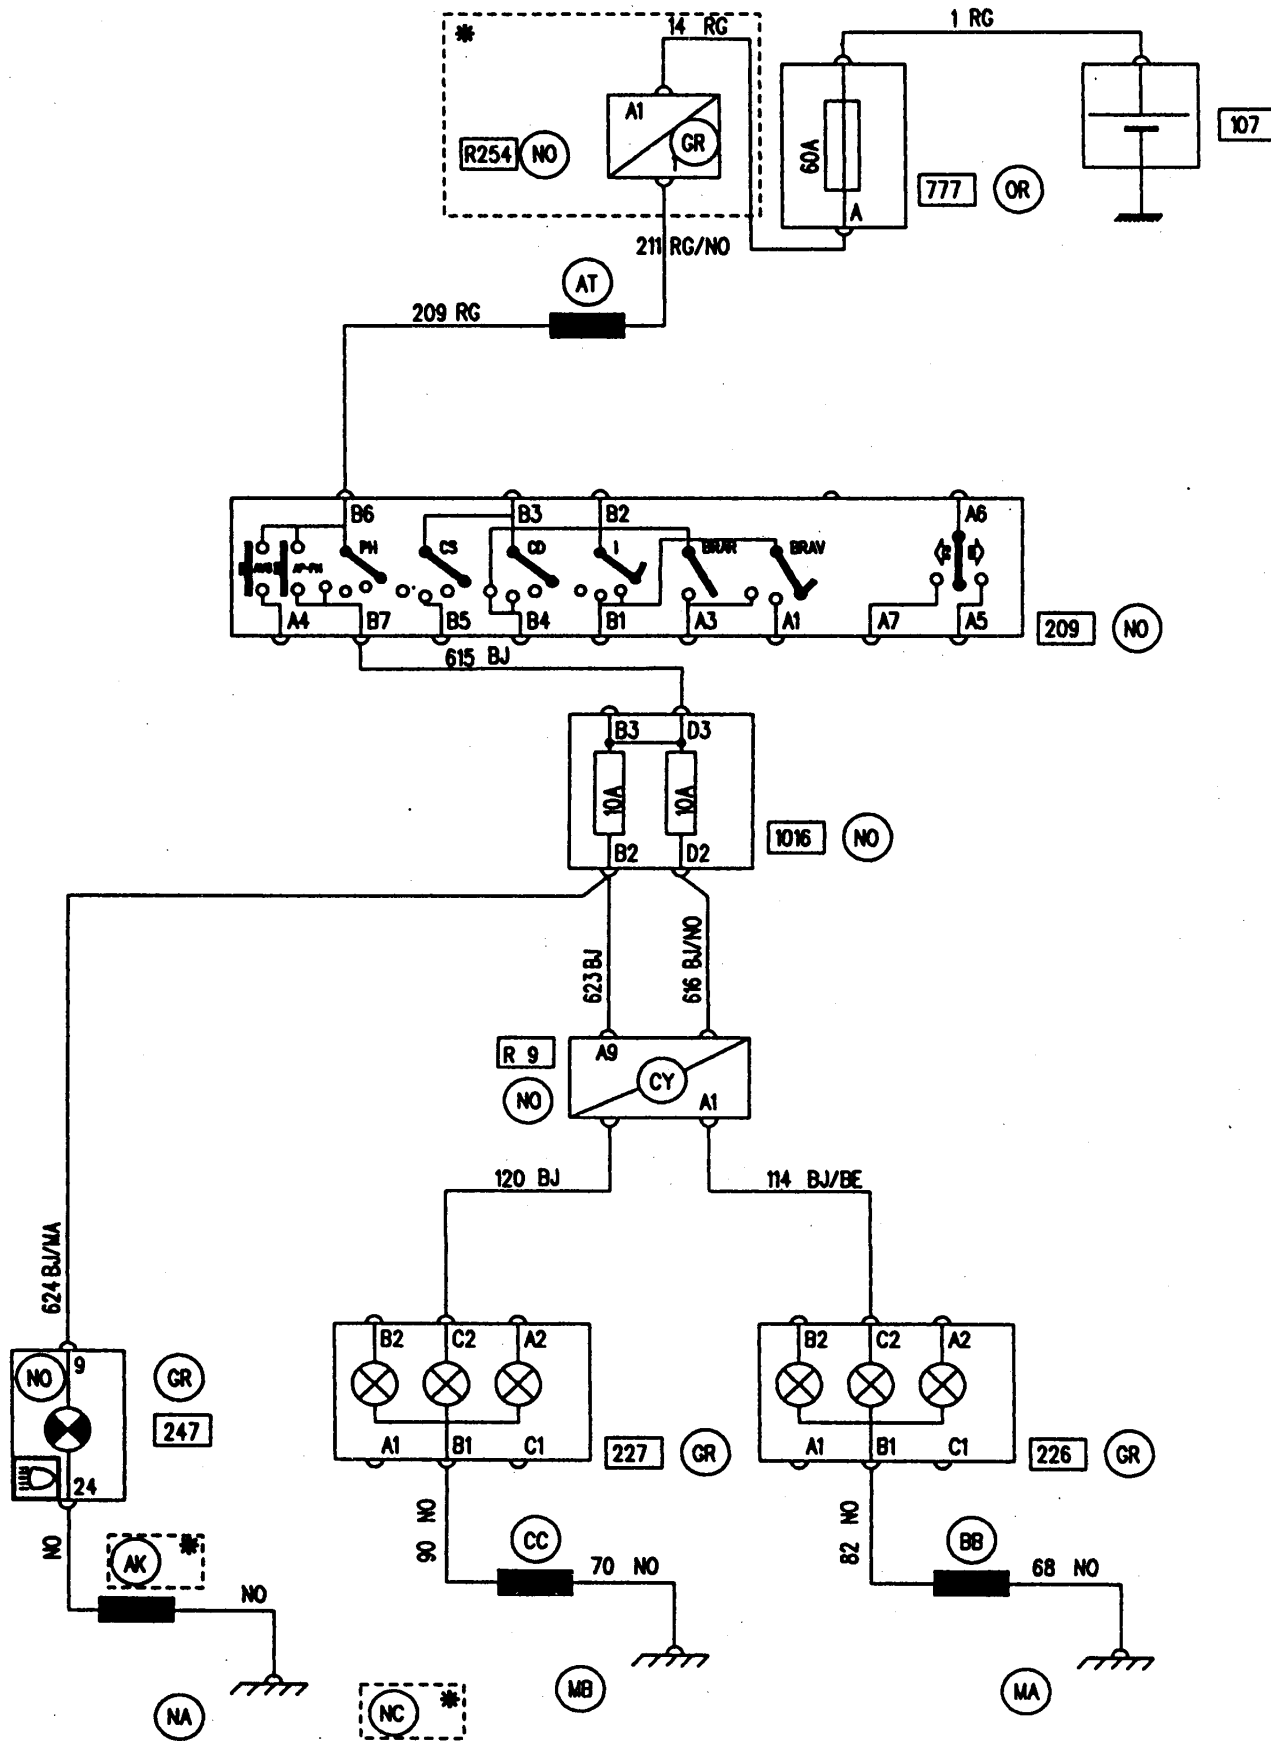 *
14 RG
1 RG
A1
GR
R254
NO
60A
A
777
OR
107
211 RG/NO
AT
209 RG
B6
B3
B2
A6
PH
CS
CD
I
BRAR
BRAV
AP-PH
A4
B7
B5
B4
B1
A3
A1
A7
A5
209
NO
615 BJ
B3
D3
10A
10A
B2
D2
1016
NO
623 BJ
616 BJ/NO
R 9
A9
CY
NO
A1
120 BJ
114 BJ/BE
624 BJ/MA
B2
C2
A2
B2
C2
A2
NO
9
GR
247
24
A1
B1
C1
227
GR
A1
B1
C1
226
GR
NO
AK
*
NO
90 NO
CC
70 NO
82 NO
BB
68 NO
NA
NC
*
MB
MA